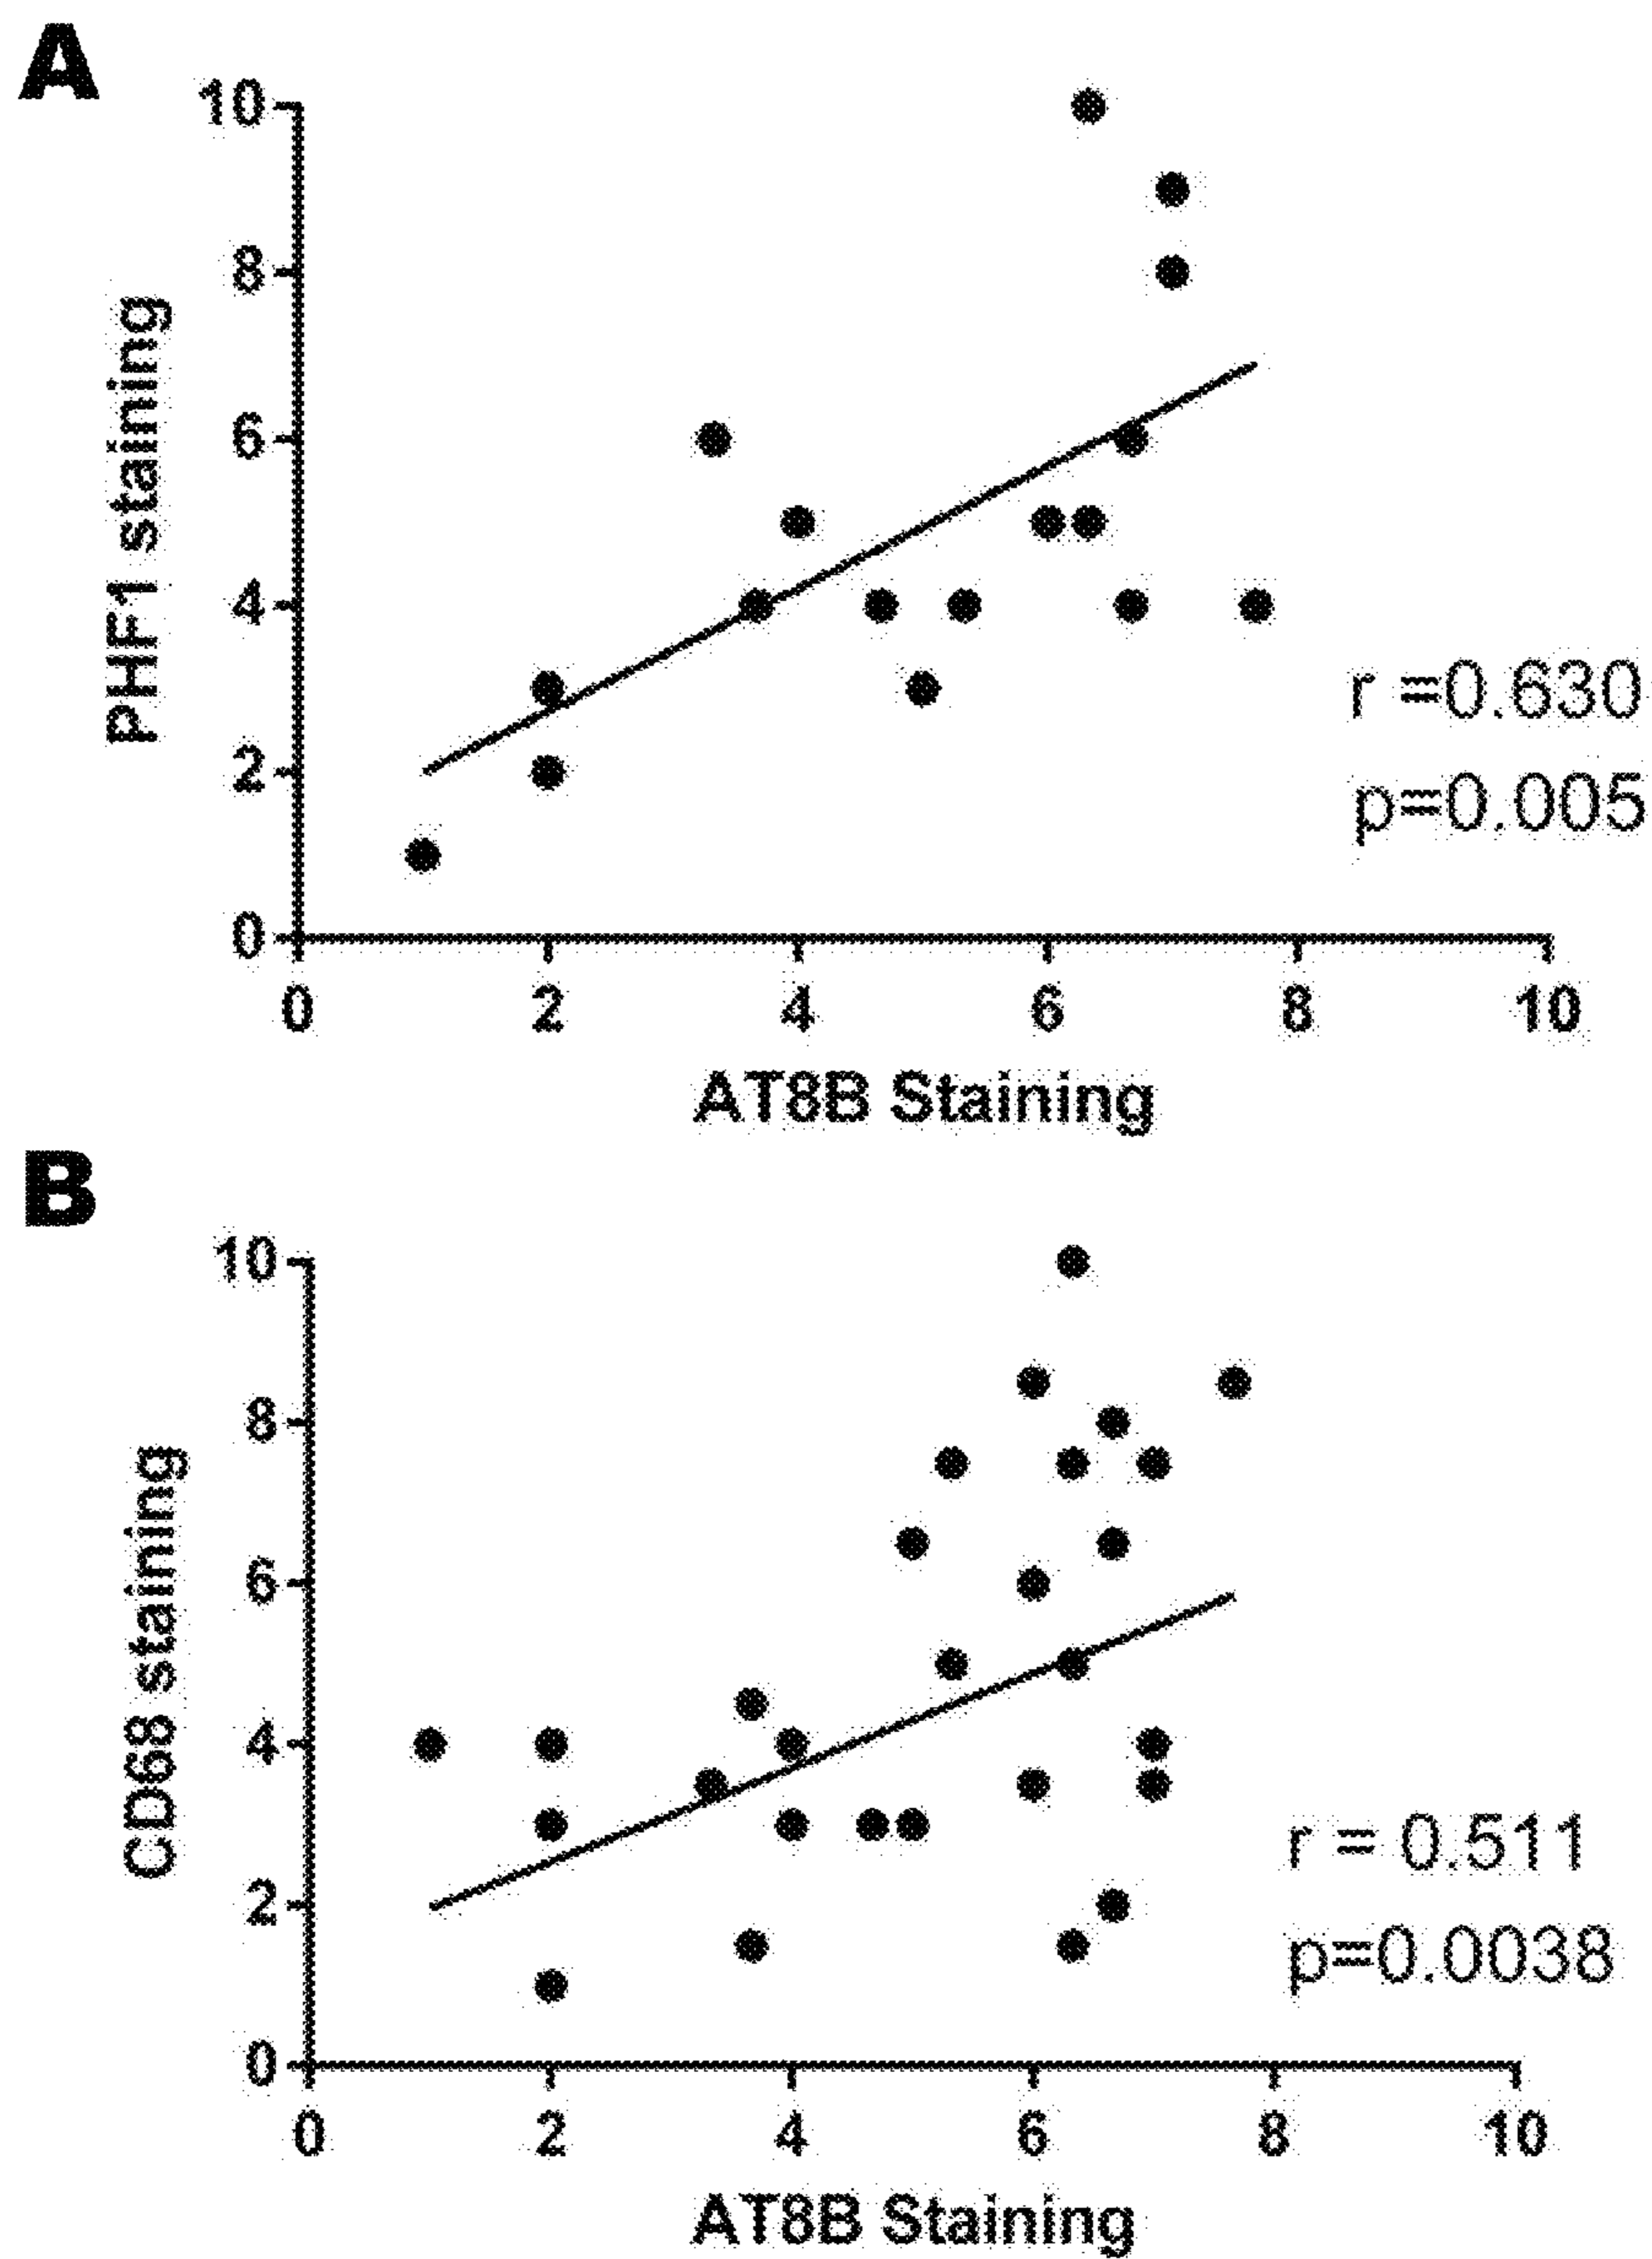 A
10
8
6
4
2
0
PHF1 staining
r =0.630
p=0.005
0 2 4 6 8 10
AT8B Staining
B
10
8
6
4
2
0
CD68 staining
r = 0.511
p=0.0038
0 2 4 6 8 10
AT8B Staining